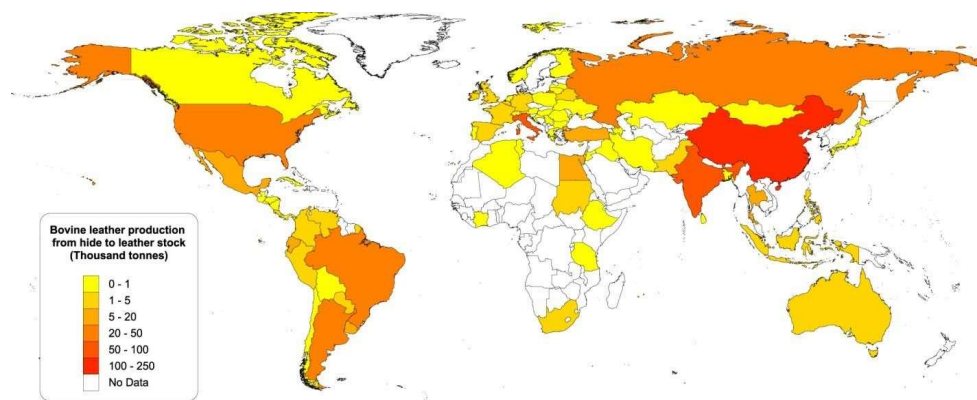 Bovine leather production
from hide to leather stock
(Thousand tonnes)
0 - 1
1 - 5
5 - 20
20 - 50
50 - 100
100 - 250
No Data